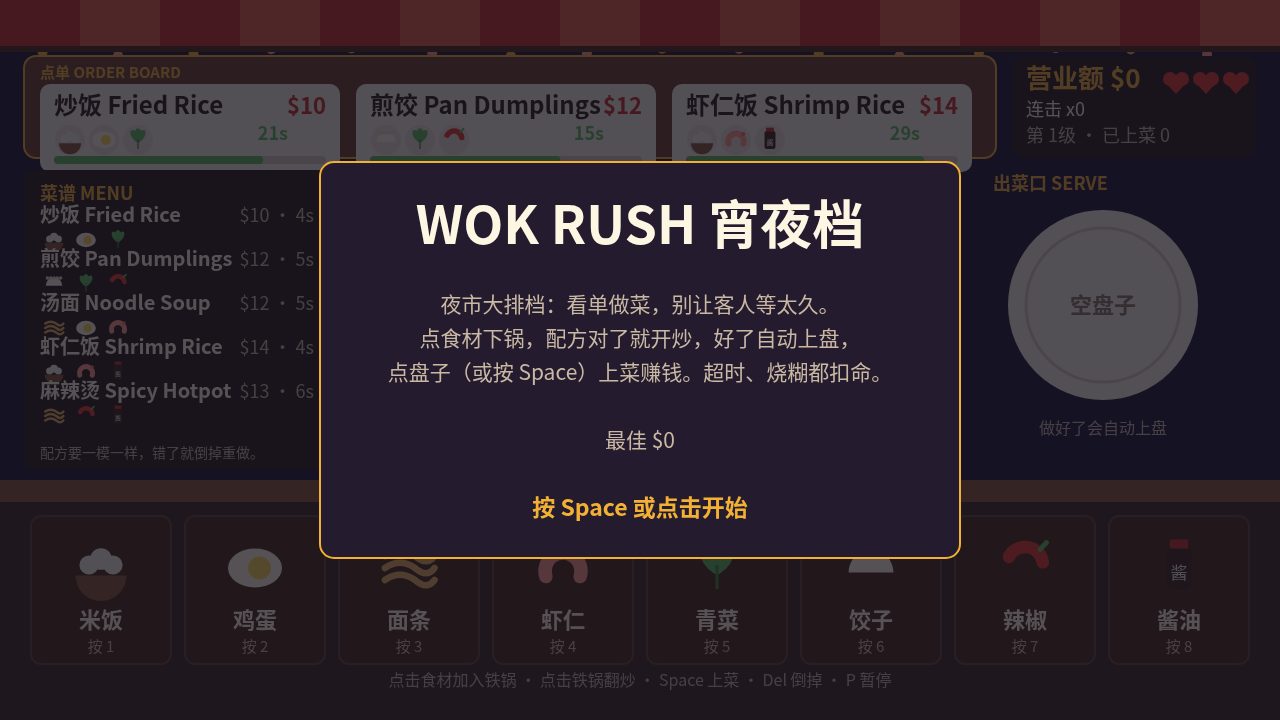 点单 ORDER BOARD
炒饭 Fried Rice $10
21s
煎饺 Pan Dumplings $12
15s
虾仁饭 Shrimp Rice $14
29s
酱
营业额 $0
连击 x0
第 1级 · 已上菜 0
菜谱 MENU
炒饭 Fried Rice $10 · 4s
煎饺 Pan Dumplings $12 · 5s
汤面 Noodle Soup $12 · 5s
虾仁饭 Shrimp Rice $14 · 4s
酱
麻辣烫 Spicy Hotpot $13 · 6s
酱
配方要一模一样，错了就倒掉重做。
WOK RUSH 宵夜档
夜市大排档：看单做菜，别让客人等太久。
点食材下锅，配方对了就开炒，好了自动上盘，
点盘子（或按 Space）上菜赚钱。超时、烧糊都扣命。
最佳 $0
按 Space 或点击开始
出菜口 SERVE
空盘子
做好了会自动上盘
米饭
按 1
鸡蛋
按 2
面条
按 3
虾仁
按 4
青菜
按 5
饺子
按 6
辣椒
按 7
酱
酱油
按 8
点击食材加入铁锅 · 点击铁锅翻炒 · Space 上菜 · Del 倒掉 · P 暂停